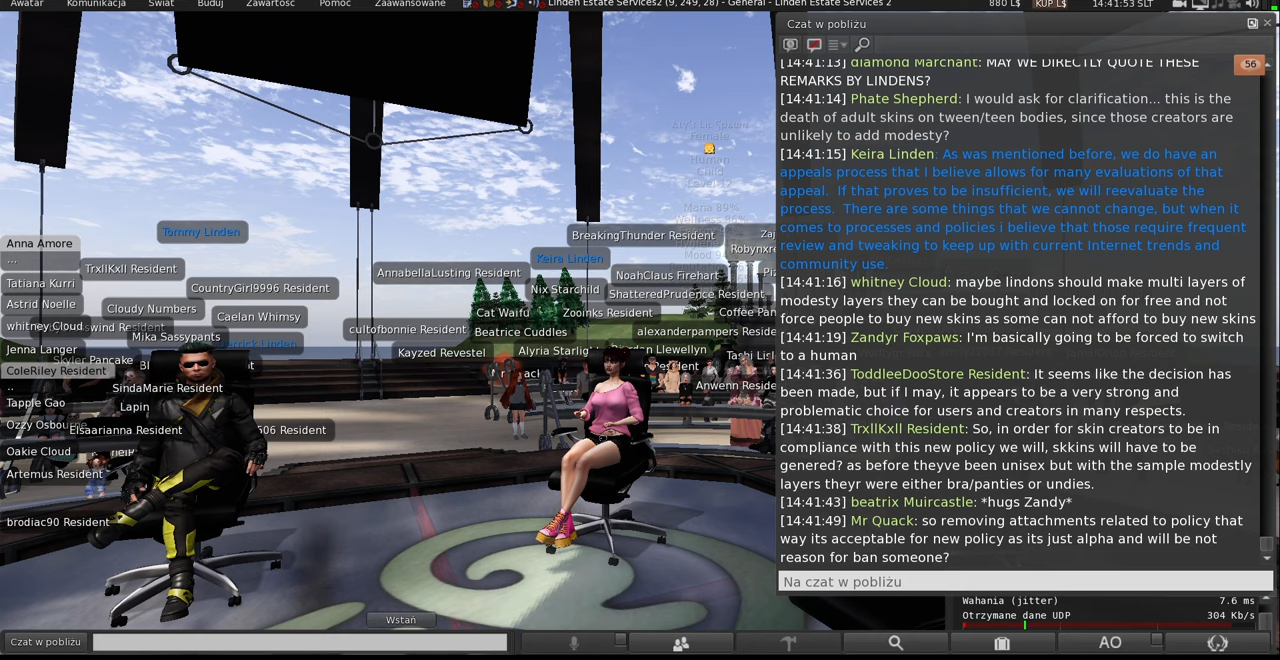 Awatar Komunikacja Świat Buduj Zawartość Pomoc Zaawansowane
Linden Estate Services2 (9, 249, 28) - General - Linden Estate Services 2
880 L$ KUP L$ 14:41:53 SLT
Czat w pobliżu
56
[14:41:13] diamond Marchant: MAY WE DIRECTLY QUOTE THESE
REMARKS BY LINDENS?
[14:41:14] Phate Shepherd: I would ask for clarification... this is the
death of adult skins on tween/teen bodies, since those creators are
unlikely to add modesty?
[14:41:15] Keira Linden: As was mentioned before, we do have an
appeals process that I believe allows for many evaluations of that
appeal.  If that proves to be insufficient, we will reevaluate the
process.  There are some things that we cannot change, but when it
comes to processes and policies i believe that those require frequent
review and tweaking to keep up with current Internet trends and
community use.
[14:41:16] whitney Cloud: maybe lindons should make multi layers of
modesty layers they can be bought and locked on for free and not
force people to buy new skins as some can not afford to buy new skins
[14:41:19] Zandyr Foxpaws: I'm basically going to be forced to switch
to a human
[14:41:36] ToddleeDooStore Resident: It seems like the decision has
been made, but if I may, it appears to be a very strong and
problematic choice for users and creators in many respects.
[14:41:38] TrxllKxll Resident: So, in order for skin creators to be in
compliance with this new policy we will, skkins will have to be
genered? as before theyve been unisex but with the sample modestly
layers theyr were either bra/panties or undies.
[14:41:43] beatrix Muircastle: *hugs Zandy*
[14:41:49] Mr Quack: so removing attachments related to policy that
way its acceptable for new policy as its just alpha and will be not
reason for ban someone?
Na czat w pobliżu
Wahania (jitter) 7.6 ms
Otrzymane dane UDP 304 Kb/s
Female
Human
Child
Mana 89%
Tommy Linden
BreakingThunder Resident
Anna Amore
...
Keira Linden
TrxllKxll Resident
AnnabellaLusting Resident
NoahClaus Firehart
Tatiana Kurri
CountryGirl9996 Resident
Nix Starchild
ShatteredPrudence Resident
Astrid Noelle
Cloudy Numbers
Caelan Whimsy
Cat Waifu
Zooinks Resident
whitney Cloud
cultofbonnie Resident
Beatrice Cuddles
Mika Sassypants
Jenna Langer
Kayzed Revestel
Llewellyn
Skyler Pancake
ColeRiley Resident
..
SindaMarie Resident
Tapple Gao
Lapin
Elsaarianna Resident
Oakie Cloud
Artemus Resident
brodiac90 Resident
Wstań
Czat w pobliżu
AO